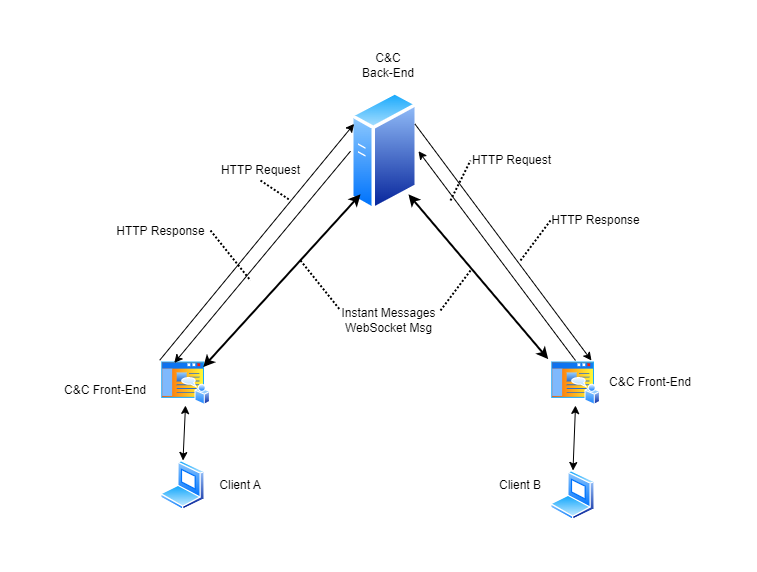 C&C
Back-End
HTTP Request
HTTP Request
HTTP Response
HTTP Response
Instant Messages
WebSocket Msg
C&C Front-End
C&C Front-End
Client A
Client B